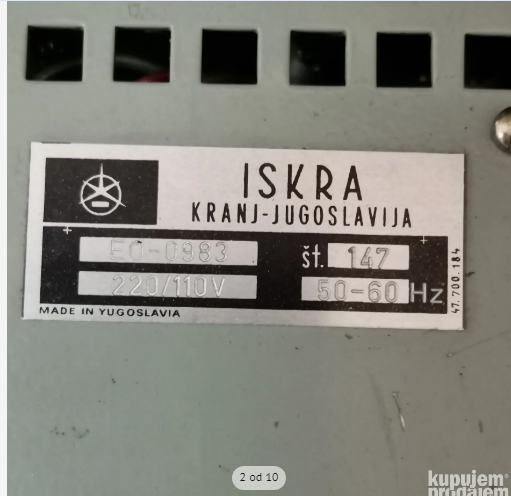 ISKRA
KRANJ-JUGOSLAVIJA
EO-0983 št. 147
220/110V 50-60 Hz
MADE IN YUGOSLAVIA
47.700.184
2 od 10
kupujem
prodajem